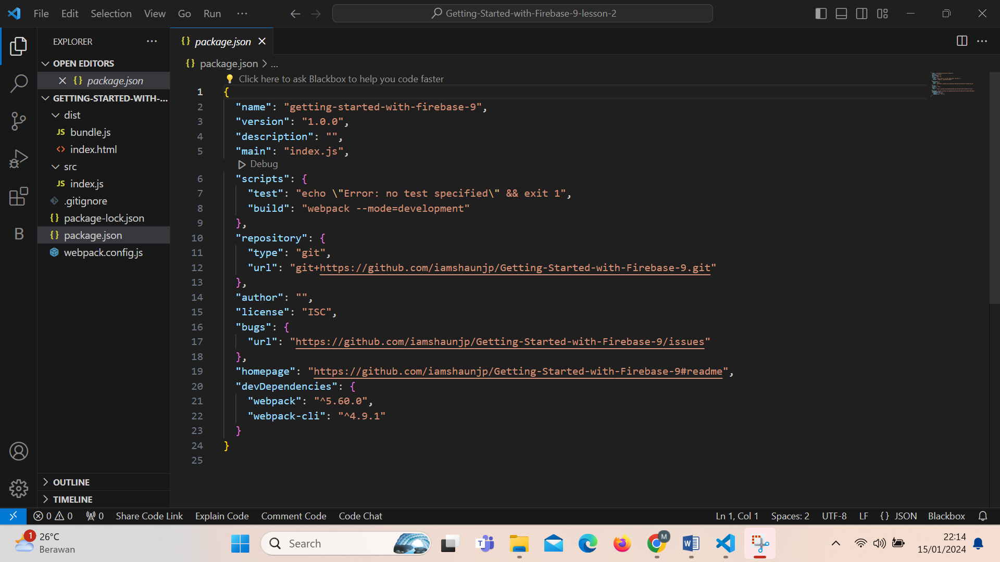 File Edit Selection View Go Run ··· Getting-Started-with-Firebase-9-lesson-2
EXPLORER ···
OPEN EDITORS
{} package.json
GETTING-STARTED-WITH-...
dist
JS bundle.js
<> index.html
src
JS index.js
.gitignore
{} package-lock.json
{} package.json
webpack.config.js
B
OUTLINE
TIMELINE
{} package.json
{} package.json > ...
Click here to ask Blackbox to help you code faster
1 {
2 "name": "getting-started-with-firebase-9",
3 "version": "1.0.0",
4 "description": "",
5 "main": "index.js",
Debug
6 "scripts": {
7 "test": "echo \"Error: no test specified\" && exit 1",
8 "build": "webpack --mode=development"
9 },
10 "repository": {
11 "type": "git",
12 "url": "git+https://github.com/iamshaunjp/Getting-Started-with-Firebase-9.git"
13 },
14 "author": "",
15 "license": "ISC",
16 "bugs": {
17 "url": "https://github.com/iamshaunjp/Getting-Started-with-Firebase-9/issues"
18 },
19 "homepage": "https://github.com/iamshaunjp/Getting-Started-with-Firebase-9#readme",
20 "devDependencies": {
21 "webpack": "^5.60.0",
22 "webpack-cli": "^4.9.1"
23 }
24 }
25
0 0 0 Share Code Link Explain Code Comment Code Code Chat Ln 1, Col 1 Spaces: 2 UTF-8 LF {} JSON Blackbox
1 26°C
Berawan
Search
T
M
W
22:14
15/01/2024